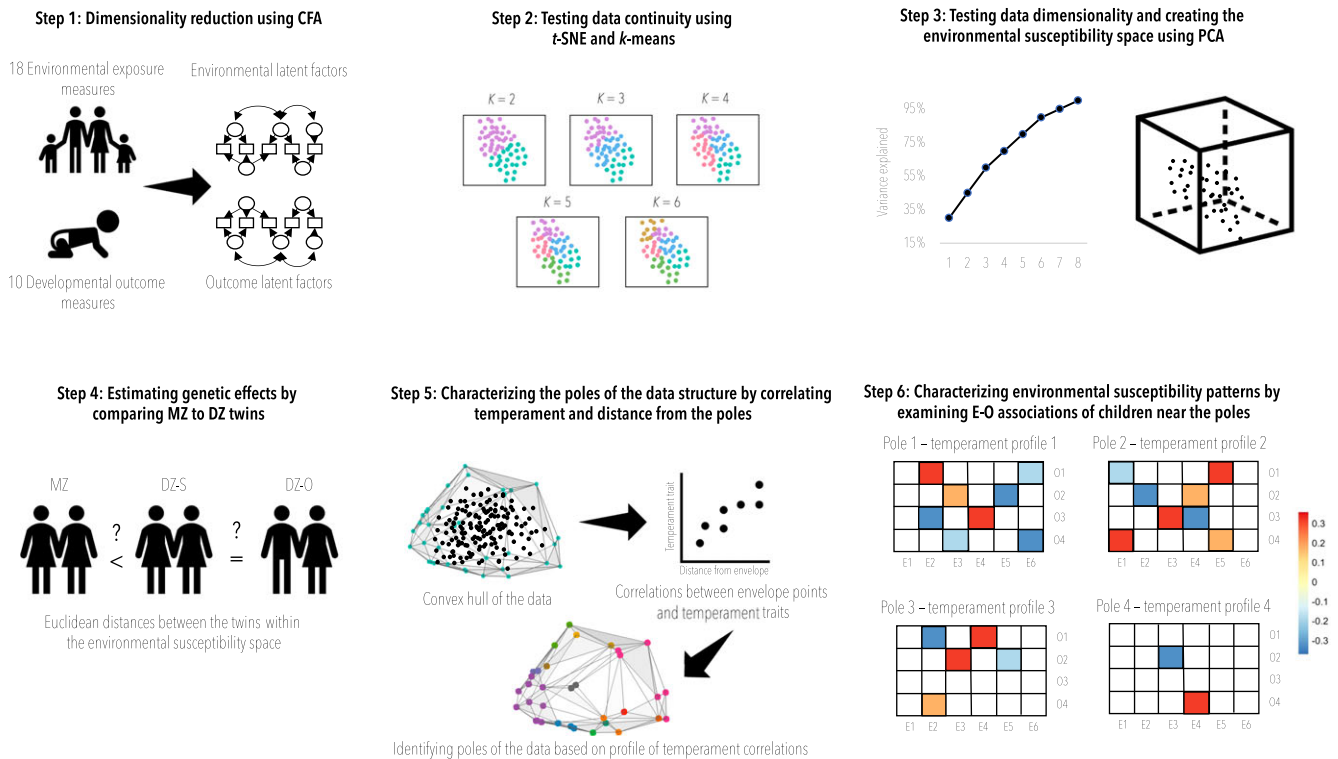 Step 1: Dimensionality reduction using CFA
18 Environmental exposure
measures
Environmental latent factors
10 Developmental outcome
measures
Outcome latent factors
Step 2: Testing data continuity using
t-SNE and k-means
K = 2
K = 3
K = 4
K = 5
K = 6
Step 3: Testing data dimensionality and creating the
environmental susceptibility space using PCA
Variance explained
95%
75%
55%
35%
15%
1 2 3 4 5 6 7 8
Step 4: Estimating genetic effects by
comparing MZ to DZ twins
MZ
DZ-S
DZ-O
? ?
< =
Euclidean distances between the twins within
the environmental susceptibility space
Step 5: Characterizing the poles of the data structure by correlating
temperament and distance from the poles
Convex hull of the data
Temperament trait
Distance from envelope
Correlations between envelope points
and temperament traits
Identifying poles of the data based on profile of temperament correlations
Step 6: Characterizing environmental susceptibility patterns by
examining E-O associations of children near the poles
Pole 1 – temperament profile 1
O1
O2
O3
O4
E1 E2 E3 E4 E5 E6
Pole 2 – temperament profile 2
O1
O2
O3
O4
E1 E2 E3 E4 E5 E6
Pole 3 – temperament profile 3
O1
O2
O3
O4
E1 E2 E3 E4 E5 E6
Pole 4 – temperament profile 4
O1
O2
O3
O4
E1 E2 E3 E4 E5 E6
0.3
0.2
0.1
0
-0.1
-0.2
-0.3